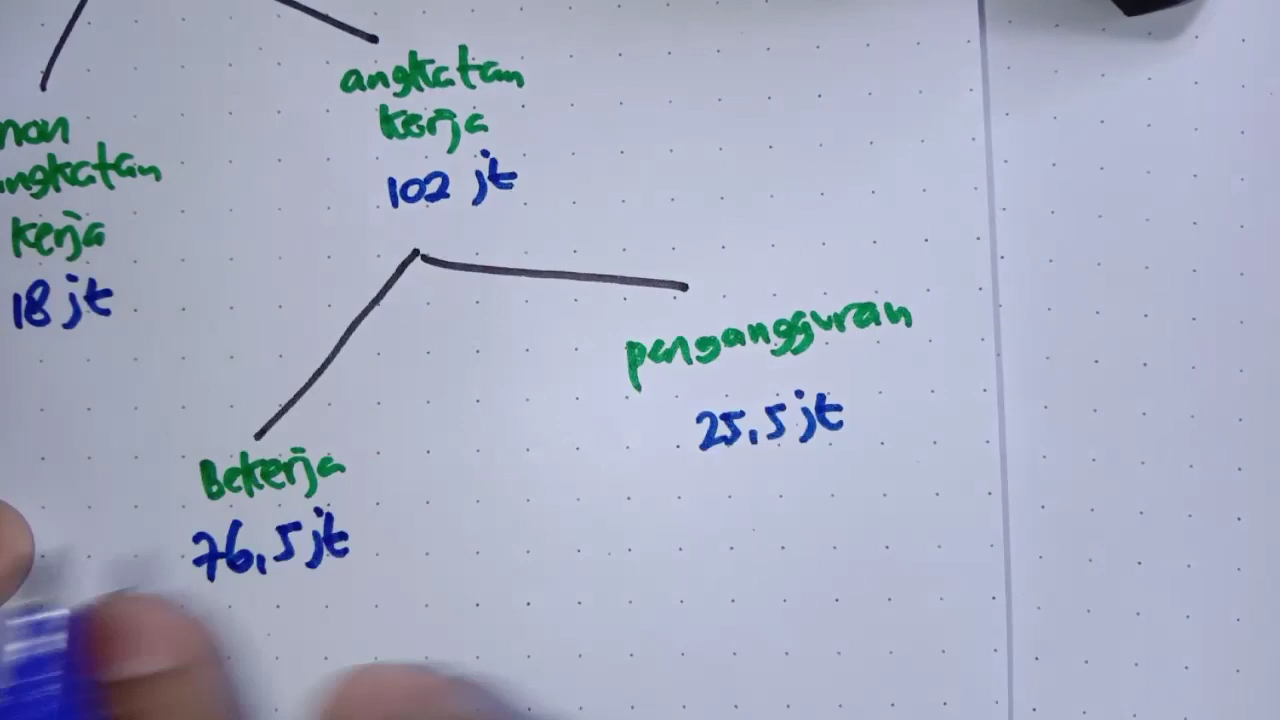 angkatan
kerja
102 jt
non
angkatan
kerja
18 jt
pengangguran
25,5 jt
Bekerja
76,5 jt